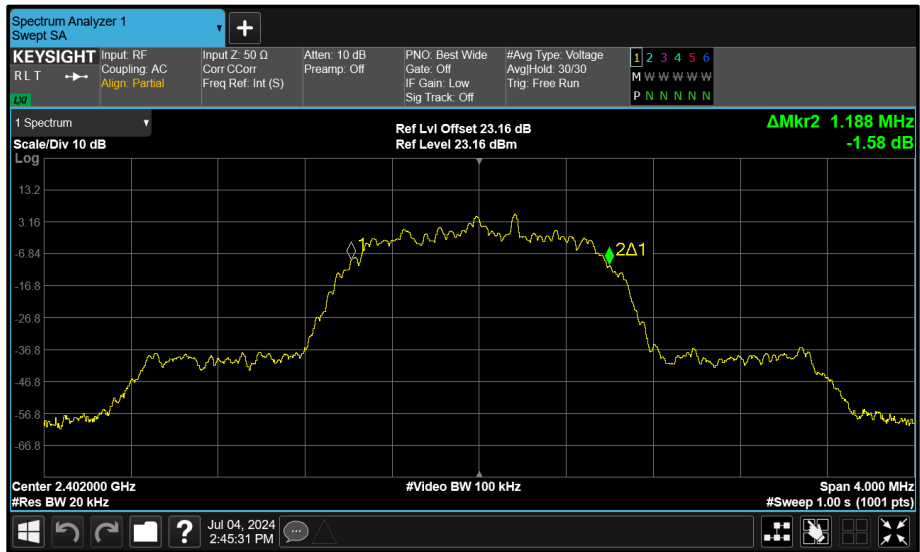 Spectrum Analyzer 1
Swept SA
+
KEYSIGHT
R L T
LXI
Input: RF
Coupling: AC
Align: Partial
Input Z: 50 Ω
Corr CCorr
Freq Ref: Int (S)
Atten: 10 dB
Preamp: Off
PNO: Best Wide
Gate: Off
IF Gain: Low
Sig Track: Off
#Avg Type: Voltage
Avg|Hold: 30/30
Trig: Free Run
1 2 3 4 5 6
M W W W W W
P N N N N N
1 Spectrum
Scale/Div 10 dB
Ref Lvl Offset 23.16 dB
Ref Level 23.16 dBm
ΔMkr2 1.188 MHz
-1.58 dB
Log
13.2
3.16
-6.84
-16.8
-26.8
-36.8
-46.8
-56.8
-66.8
1
2Δ1
Center 2.402000 GHz
#Res BW 20 kHz
#Video BW 100 kHz
Span 4.000 MHz
#Sweep 1.00 s (1001 pts)
?
Jul 04, 2024
2:45:31 PM